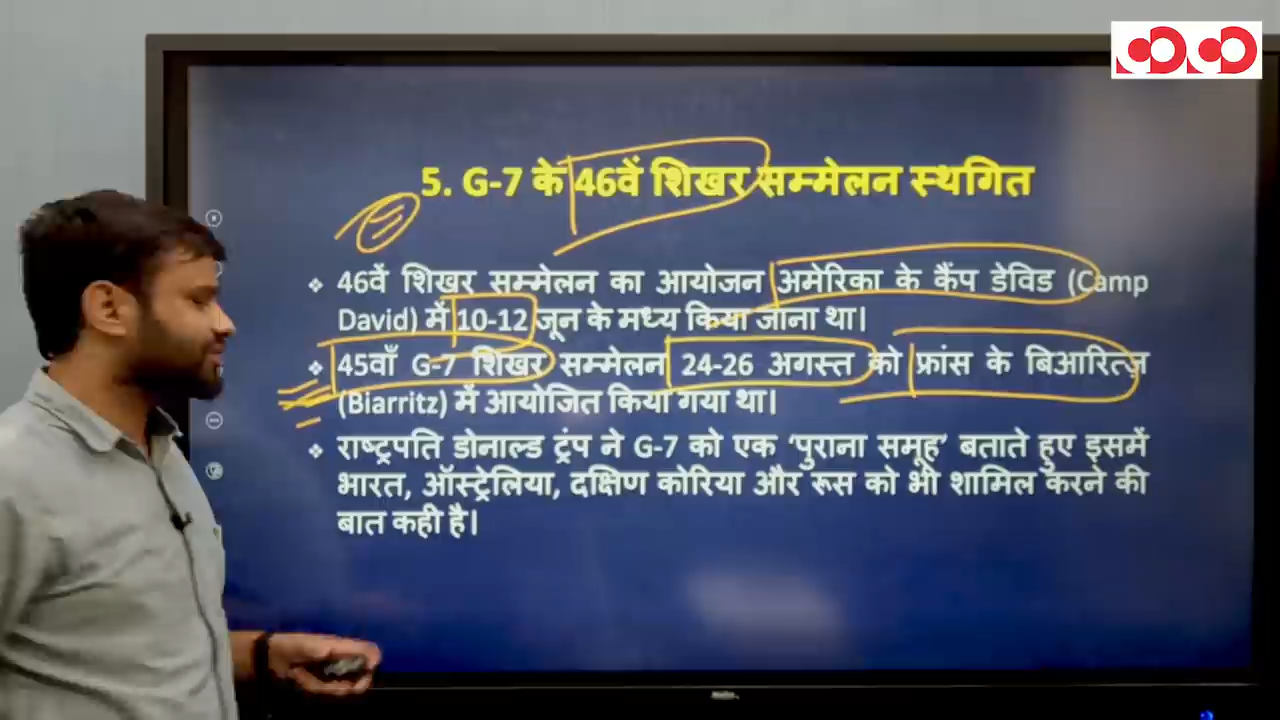 5. G-7 के 46वें शिखर सम्मेलन स्थगित
❖ 46वें शिखर सम्मेलन का आयोजन अमेरिका के कैंप डेविड (Camp
David) में 10-12 जून के मध्य किया जाना था।
❖ 45वाँ G-7 शिखर सम्मेलन 24-26 अगस्त को फ्रांस के बिआरित्ज़
(Biarritz) में आयोजित किया गया था।
❖ राष्ट्रपति डोनाल्ड ट्रंप ने G-7 को एक ‘पुराना समूह’ बताते हुए इसमें
भारत, ऑस्ट्रेलिया, दक्षिण कोरिया और रूस को भी शामिल करने की
बात कही है।